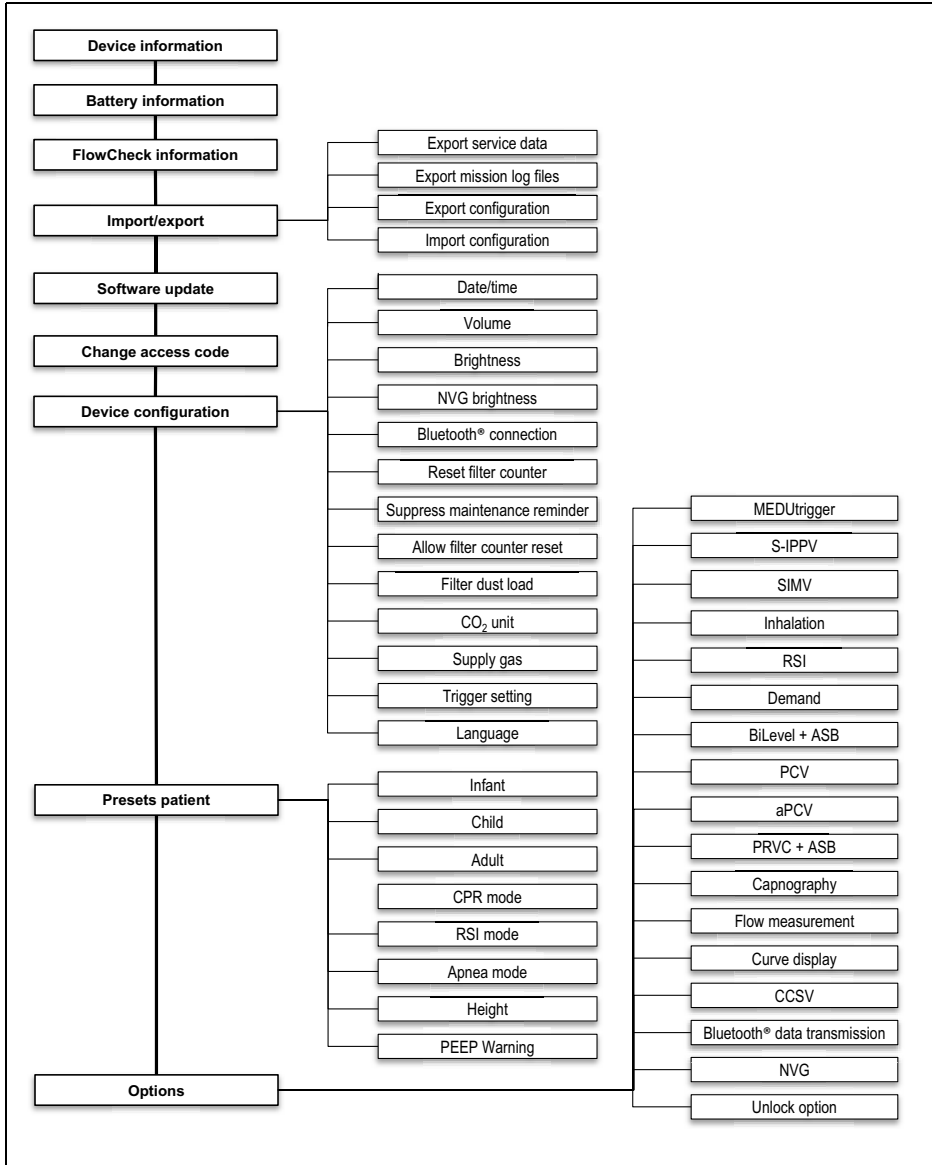 Device information
Battery information
FlowCheck information
Import/export
Export service data
Export mission log files
Export configuration
Import configuration
Software update
Change access code
Device configuration
Date/time
Volume
Brightness
NVG brightness
Bluetooth® connection
Reset filter counter
Suppress maintenance reminder
Allow filter counter reset
Filter dust load
CO₂ unit
Supply gas
Trigger setting
Language
Presets patient
Infant
Child
Adult
CPR mode
RSI mode
Apnea mode
Height
PEEP Warning
Options
MEDUtrigger
S-IPPV
SIMV
Inhalation
RSI
Demand
BiLevel + ASB
PCV
aPCV
PRVC + ASB
Capnography
Flow measurement
Curve display
CCSV
Bluetooth® data transmission
NVG
Unlock option